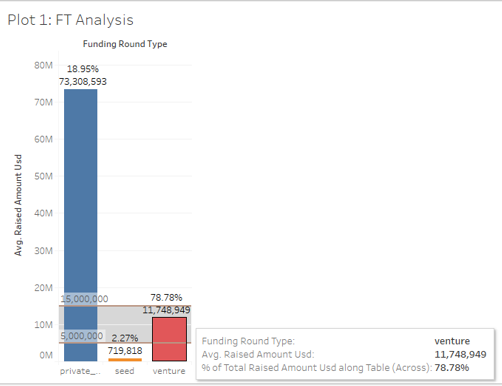 Plot 1: FT Analysis
Funding Round Type
Avg. Raised Amount Usd
80M
70M
60M
50M
40M
30M
20M
10M
0M
18.95%
73,308,593
15,000,000
78.78%
11,748,949
5,000,000
2.27%
719,818
private_..
seed
venture
Funding Round Type: venture
Avg. Raised Amount Usd: 11,748,949
% of Total Raised Amount Usd along Table (Across): 78.78%